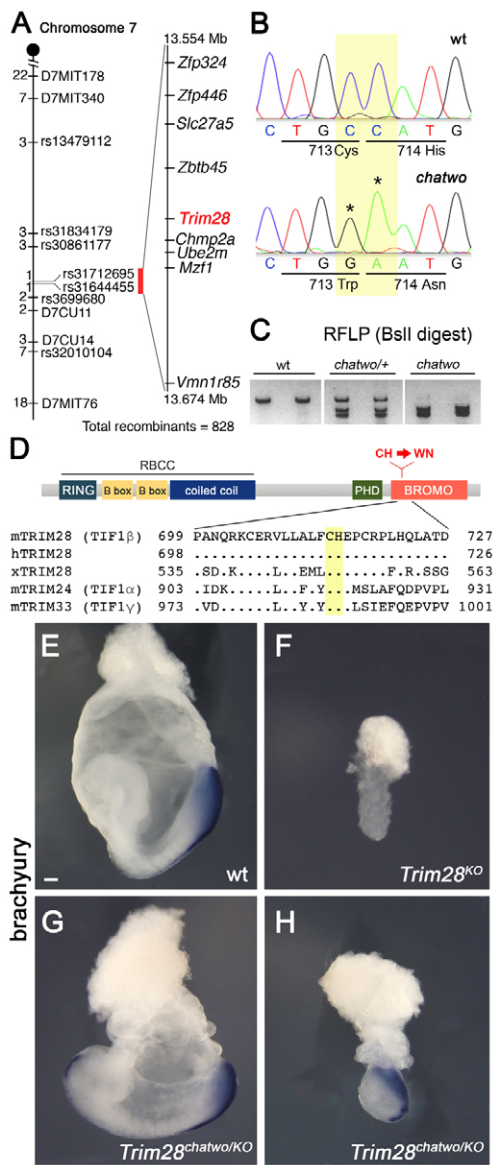 A
Chromosome 7
22 D7MIT178
7 D7MIT340
3 rs13479112
3 rs31834179
3 rs30861177
1 rs31712695
1 rs31644455
2 rs3699680
2 D7CU11
3 D7CU14
7 rs32010104
18 D7MIT76
13.554 Mb
Zfp324
Zfp446
Slc27a5
Zbtb45
Trim28
Chmp2a
Ube2m
Mzf1
Vmn1r85
13.674 Mb
Total recombinants = 828
B
wt
C T G C C A T G
713 Cys 714 His
chatwo
* *
C T G G A A T G
713 Trp 714 Asn
C
RFLP (BslI digest)
wt chatwo/+ chatwo
D
CH WN
RBCC
RING B box B box coiled coil PHD BROMO
mTRIM28 (TIF1β) 699 PANQRKCERVLLALFCHEPCRPLHQLATD 727
hTRIM28 698 ............................. 726
xTRIM28 535 .SD.K....L..EML........F.R.SSG 563
mTRIM24 (TIF1α) 903 .IDK.....L..F.Y...MSLAFQDPVPL 931
mTRIM33 (TIF1γ) 973 .VD......L..Y.Y...LSIEFQEPVPV 1001
brachyury
E
wt
F
Trim28KO
G
Trim28chatwo/KO
H
Trim28chatwo/KO